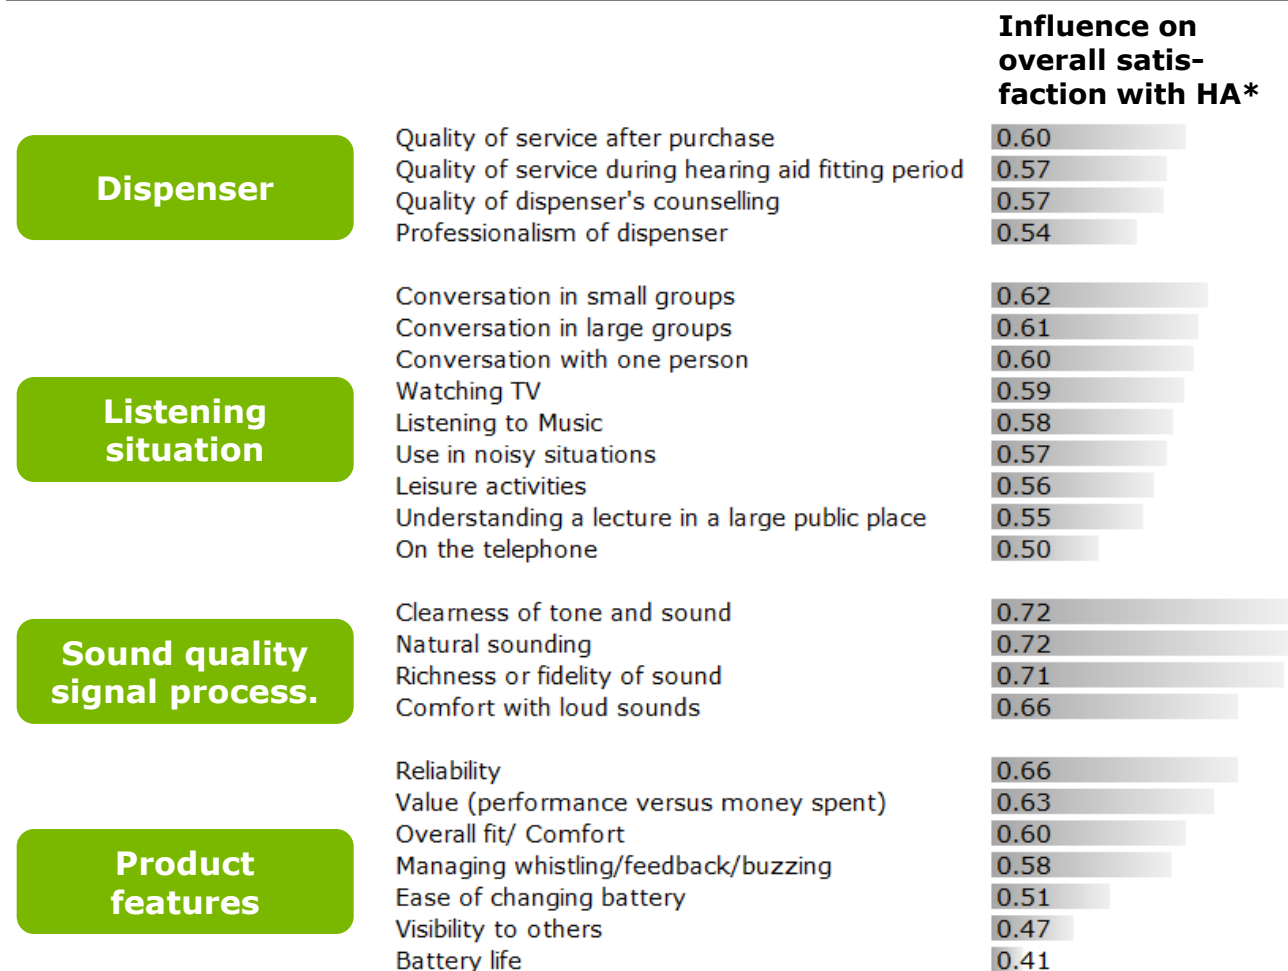 Influence on
overall satis-
faction with HA*
Dispenser
Quality of service after purchase 0.60
Quality of service during hearing aid fitting period 0.57
Quality of dispenser's counselling 0.57
Professionalism of dispenser 0.54
Listening
situation
Conversation in small groups 0.62
Conversation in large groups 0.61
Conversation with one person 0.60
Watching TV 0.59
Listening to Music 0.58
Use in noisy situations 0.57
Leisure activities 0.56
Understanding a lecture in a large public place 0.55
On the telephone 0.50
Sound quality
signal process.
Clearness of tone and sound 0.72
Natural sounding 0.72
Richness or fidelity of sound 0.71
Comfort with loud sounds 0.66
Product
features
Reliability 0.66
Value (performance versus money spent) 0.63
Overall fit/ Comfort 0.60
Managing whistling/feedback/buzzing 0.58
Ease of changing battery 0.51
Visibility to others 0.47
Battery life 0.41